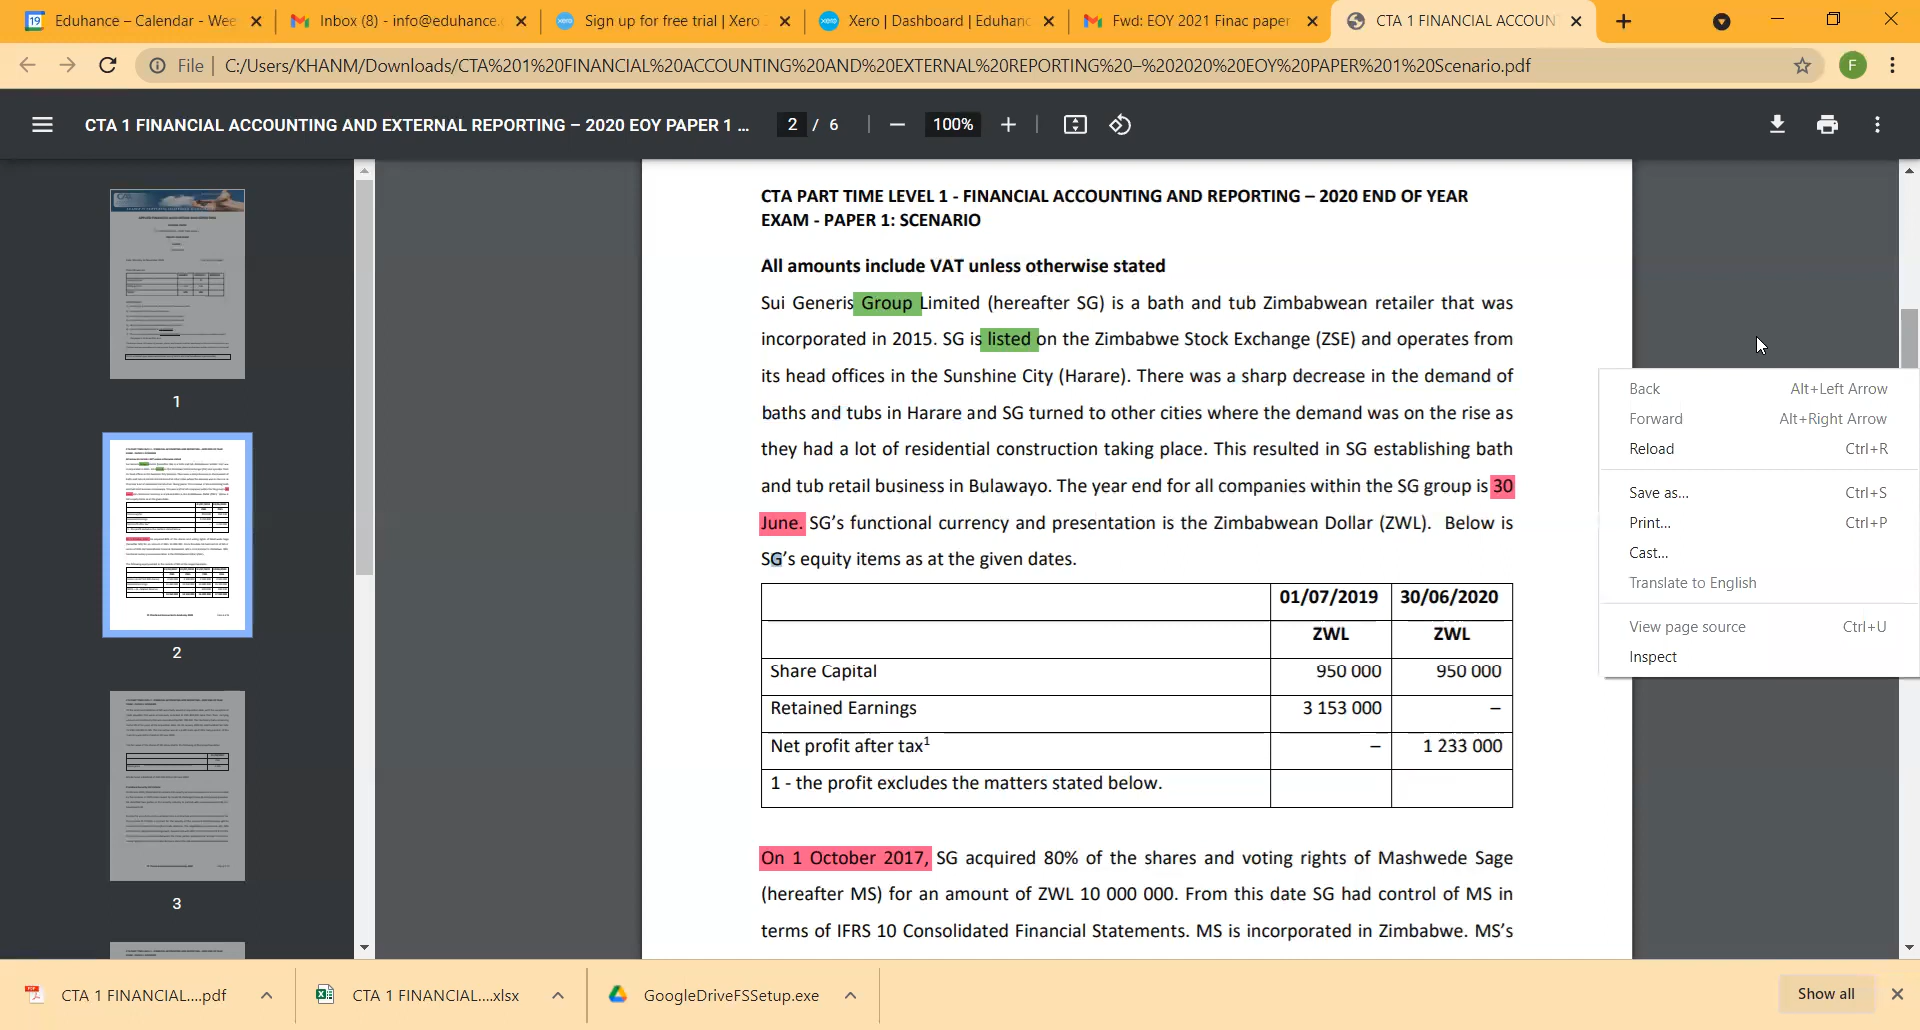 19 Eduhance – Calendar - Wee
Inbox (8) - info@eduhance.
xero Sign up for free trial | Xero
xero Xero | Dashboard | Eduhanc
Fwd: EOY 2021 Finac paper
CTA 1 FINANCIAL ACCOUN
File | C:/Users/KHANM/Downloads/CTA%201%20FINANCIAL%20ACCOUNTING%20AND%20EXTERNAL%20REPORTING%20–%202020%20EOY%20PAPER%201%20Scenario.pdf
F
CTA 1 FINANCIAL ACCOUNTING AND EXTERNAL REPORTING – 2020 EOY PAPER 1 ...
2 / 6
100%
1
2
3
CTA PART TIME LEVEL 1 - FINANCIAL ACCOUNTING AND REPORTING – 2020 END OF YEAR
EXAM - PAPER 1: SCENARIO
All amounts include VAT unless otherwise stated
Sui Generis Group Limited (hereafter SG) is a bath and tub Zimbabwean retailer that was
incorporated in 2015. SG is listed on the Zimbabwe Stock Exchange (ZSE) and operates from
its head offices in the Sunshine City (Harare). There was a sharp decrease in the demand of
baths and tubs in Harare and SG turned to other cities where the demand was on the rise as
they had a lot of residential construction taking place. This resulted in SG establishing bath
and tub retail business in Bulawayo. The year end for all companies within the SG group is 30
June. SG's functional currency and presentation is the Zimbabwean Dollar (ZWL). Below is
SG's equity items as at the given dates.
01/07/2019 30/06/2020
ZWL ZWL
Share Capital 950 000 950 000
Retained Earnings 3 153 000 –
Net profit after tax¹ – 1 233 000
1 - the profit excludes the matters stated below.
On 1 October 2017, SG acquired 80% of the shares and voting rights of Mashwede Sage
(hereafter MS) for an amount of ZWL 10 000 000. From this date SG had control of MS in
terms of IFRS 10 Consolidated Financial Statements. MS is incorporated in Zimbabwe. MS's
Back Alt+Left Arrow
Forward Alt+Right Arrow
Reload Ctrl+R
Save as... Ctrl+S
Print... Ctrl+P
Cast...
Translate to English
View page source Ctrl+U
Inspect
PDF CTA 1 FINANCIAL....pdf
CTA 1 FINANCIAL....xlsx
GoogleDriveFSSetup.exe
Show all